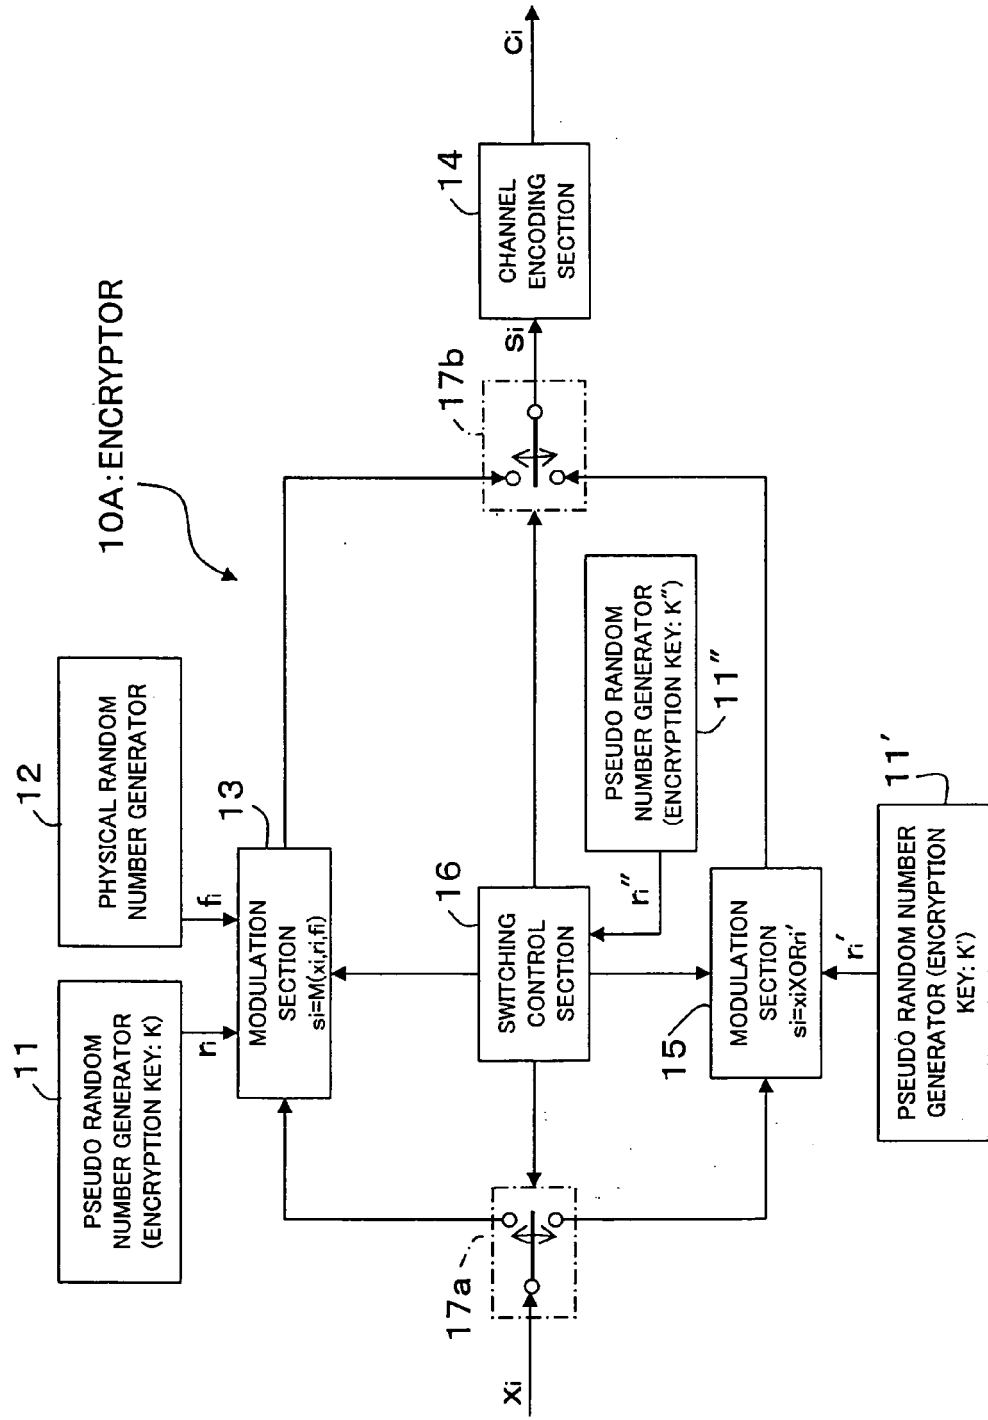 10A:ENCRYPTOR
11
PSEUDO RANDOM
NUMBER GENERATOR
(ENCRYPTION KEY: K)
ri
12
PHYSICAL RANDOM
NUMBER GENERATOR
fi
13
MODULATION
SECTION
si=M(xi,ri,fi)
Xi
17a
16
SWITCHING
CONTROL
SECTION
ri″
PSEUDO RANDOM
NUMBER GENERATOR
(ENCRYPTION KEY: K″)
11″
17b
Si
14
CHANNEL
ENCODING
SECTION
Ci
15
MODULATION
SECTION
si=xiXORri′
ri′
11′
PSEUDO RANDOM NUMBER
GENERATOR (ENCRYPTION
KEY: K')